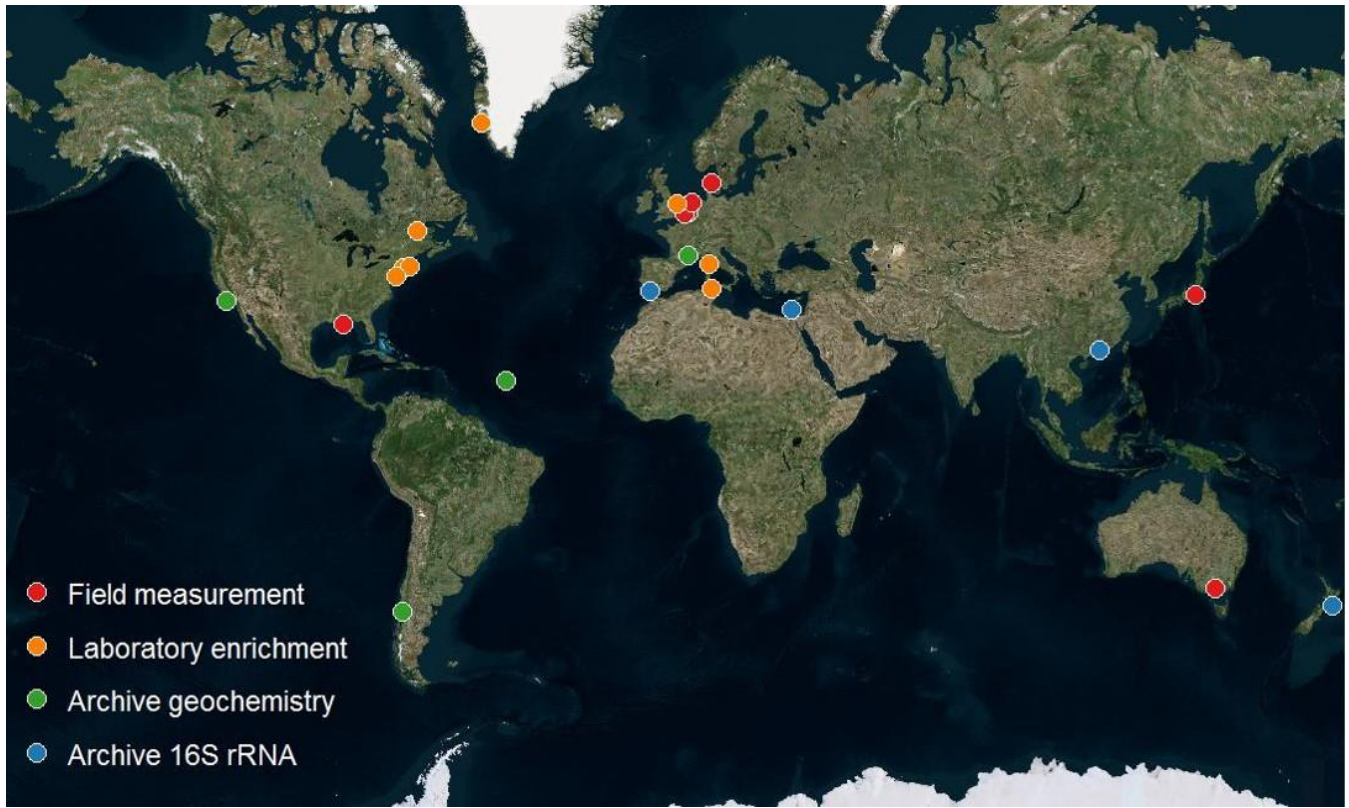 Field measurement
Laboratory enrichment
Archive geochemistry
Archive 16S rRNA